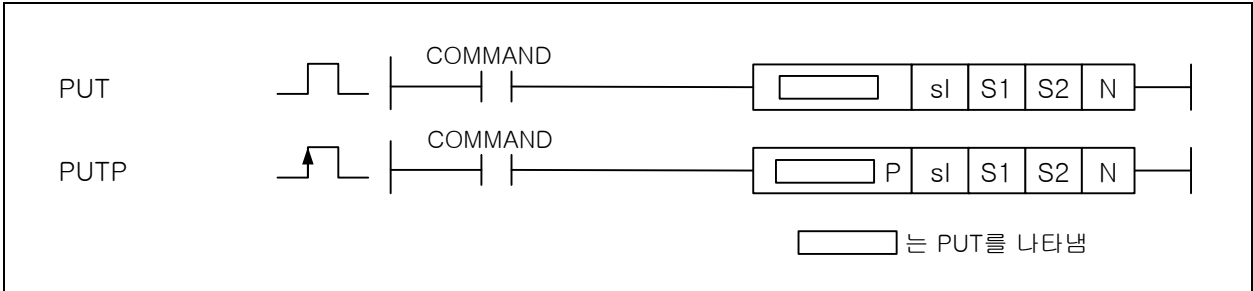 COMMAND
PUT sl S1 S2 N
COMMAND
PUTP P sl S1 S2 N
는 PUT를 나타냄